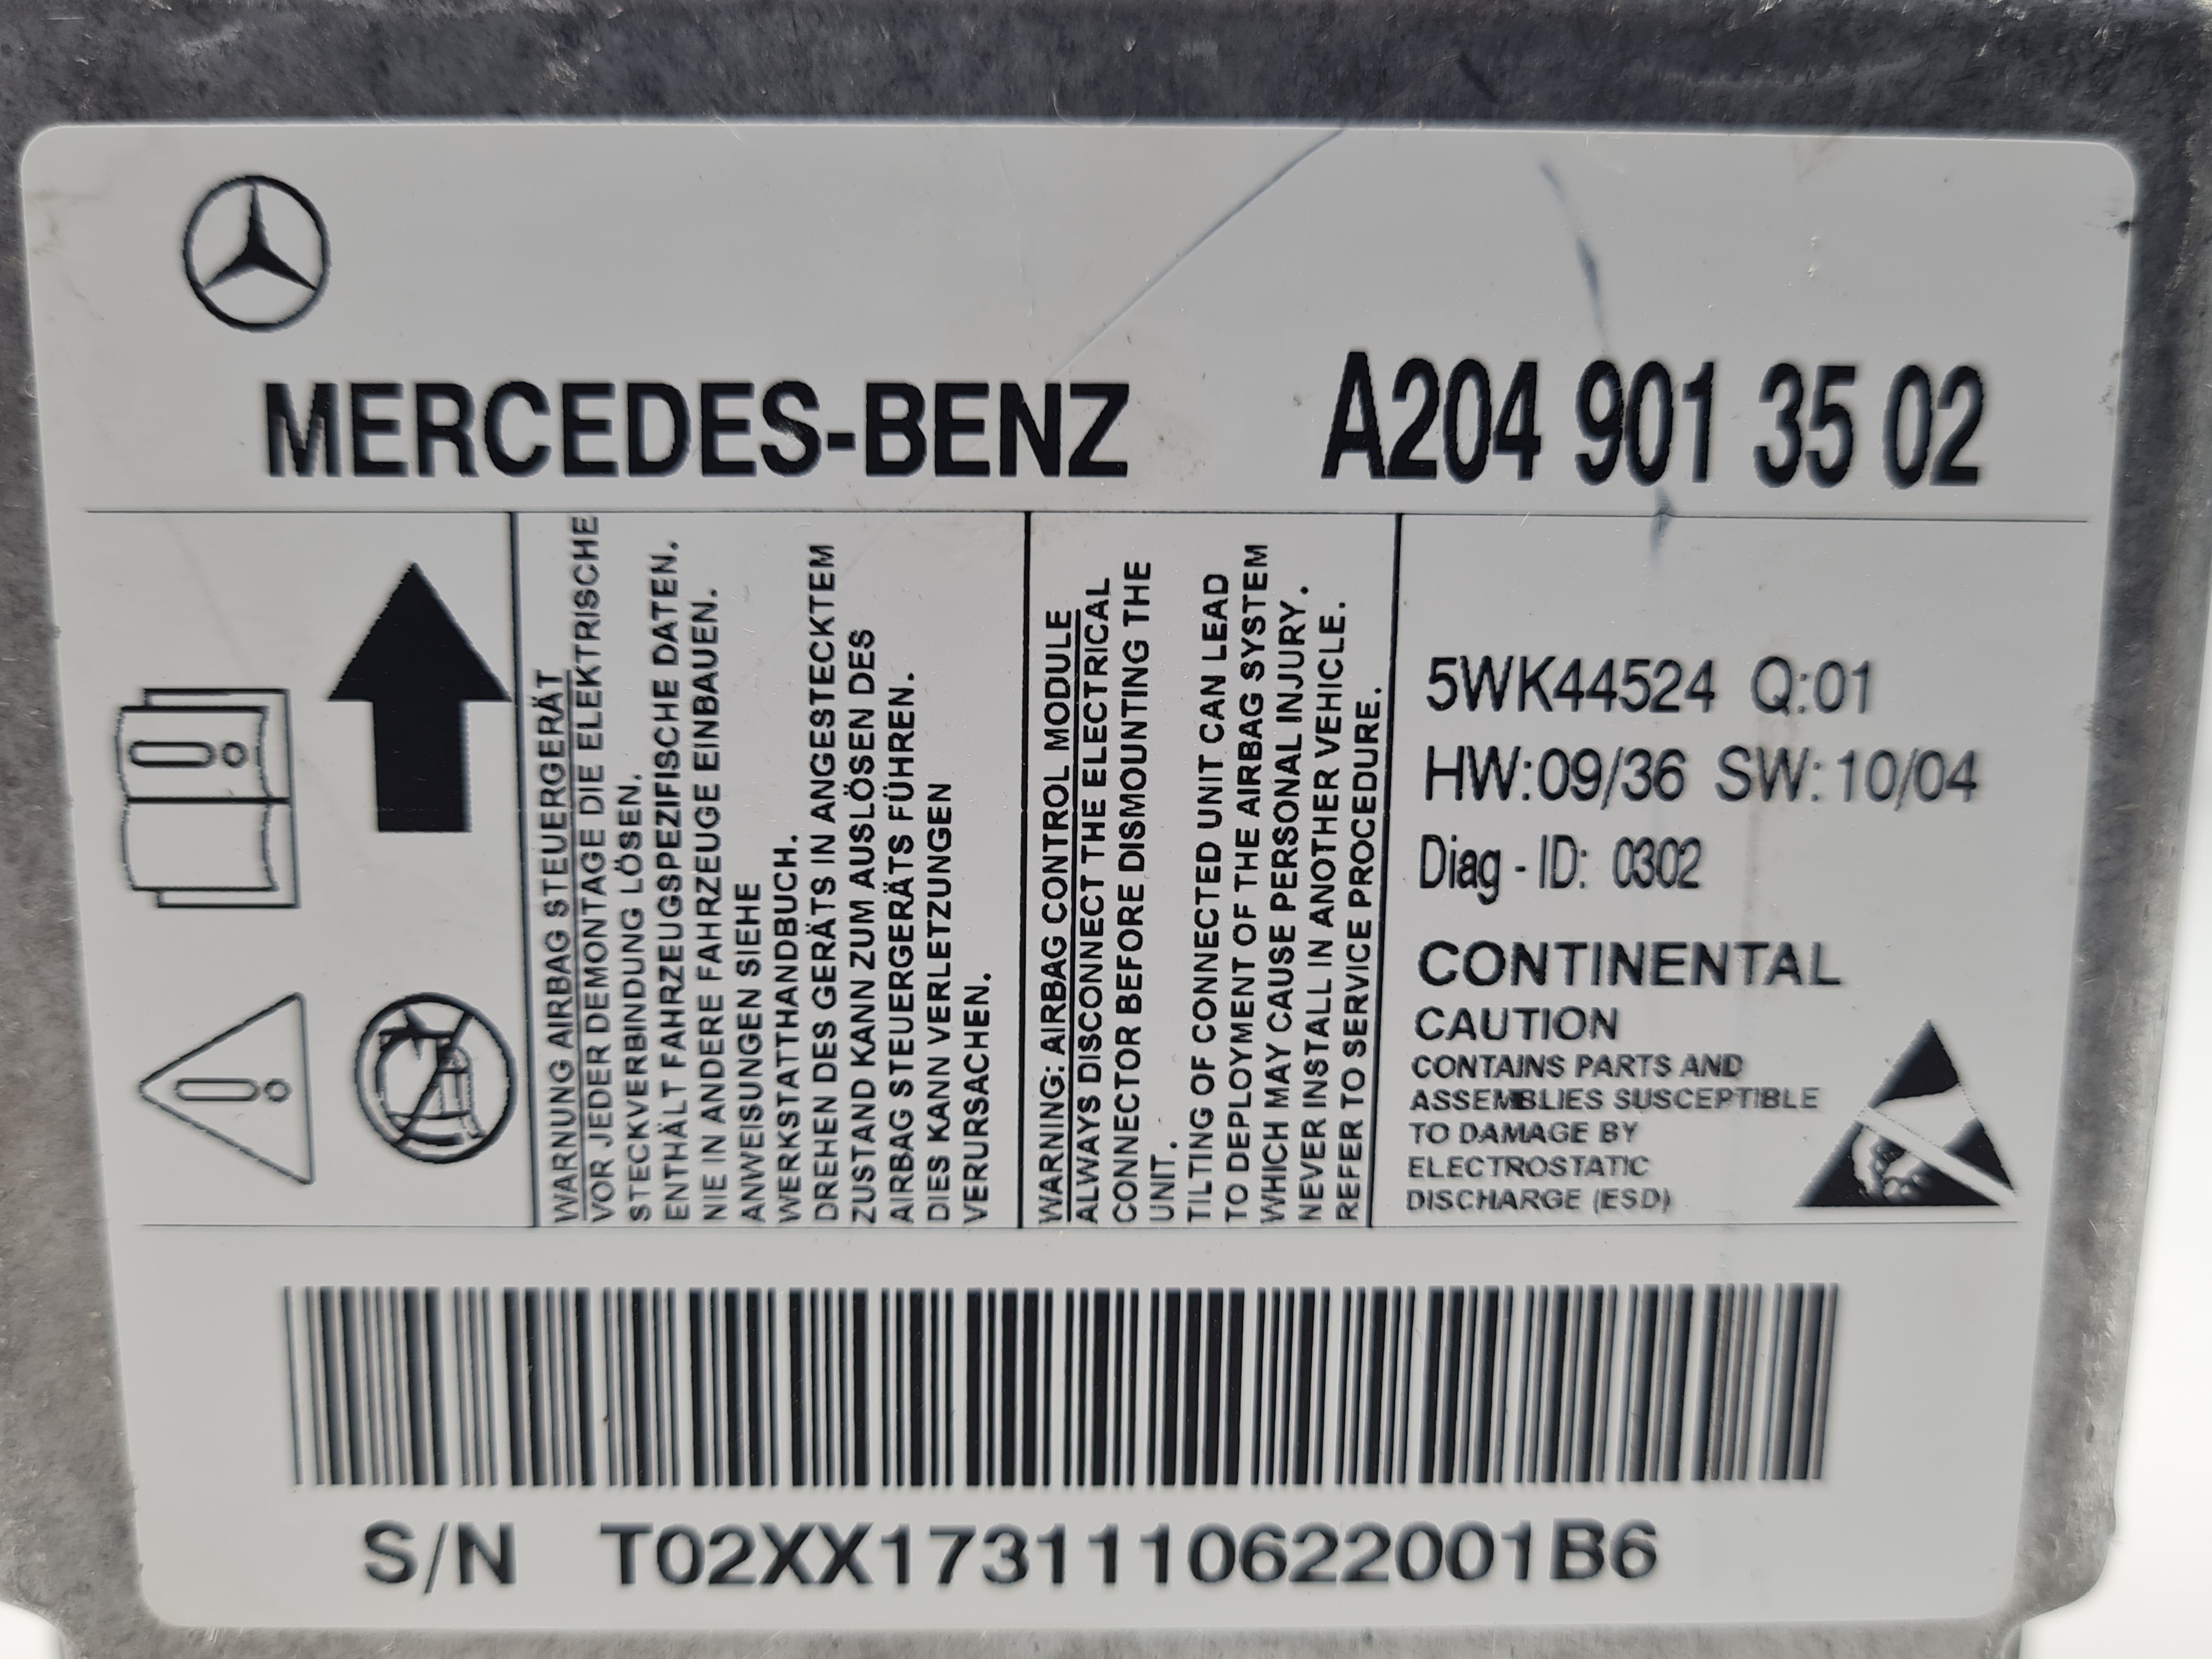 MERCEDES-BENZ
A204 901 35 02
WARNUNG AIRBAG STEUERGERÄT
VOR JEDER DEMONTAGE DIE ELEKTRISCHE
STECKVERBINDUNG LÖSEN.
ENTHÄLT FAHRZEUGSPEZIFISCHE DATEN.
NIE IN ANDERE FAHRZEUGE EINBAUEN.
ANWEISUNGEN SIEHE
WERKSTATTHANDBUCH.
DREHEN DES GERÄTS IN ANGESTECKTEM
ZUSTAND KANN ZUM AUSLÖSEN DES
AIRBAG STEUERGERÄTS FÜHREN.
DIES KANN VERLETZUNGEN
VERURSACHEN.
WARNING: AIRBAG CONTROL MODULE
ALWAYS DISCONNECT THE ELECTRICAL
CONNECTOR BEFORE DISMOUNTING THE
UNIT.
TILTING OF CONNECTED UNIT CAN LEAD
TO DEPLOYMENT OF THE AIRBAG SYSTEM
WHICH MAY CAUSE PERSONAL INJURY.
NEVER INSTALL IN ANOTHER VEHICLE.
REFER TO SERVICE PROCEDURE.
5WK44524 Q:01
HW:09/36 SW:10/04
Diag - ID: 0302
CONTINENTAL
CAUTION
CONTAINS PARTS AND
ASSEMBLIES SUSCEPTIBLE
TO DAMAGE BY
ELECTROSTATIC
DISCHARGE (ESD)
S/N T02XX1731110622001B6